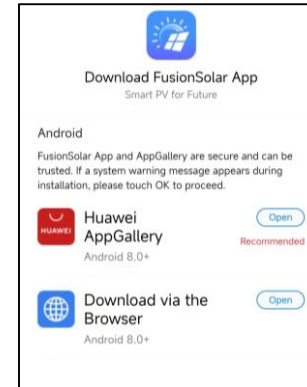 Download FusionSolar App
Smart PV for Future
Android
FusionSolar App and AppGallery are secure and can be
trusted. If a system warning message appears during
installation, please touch OK to proceed.
HUAWEI
Huawei
AppGallery
Open
Recommended
Android 8.0+
Download via the
Browser
Open
Android 8.0+